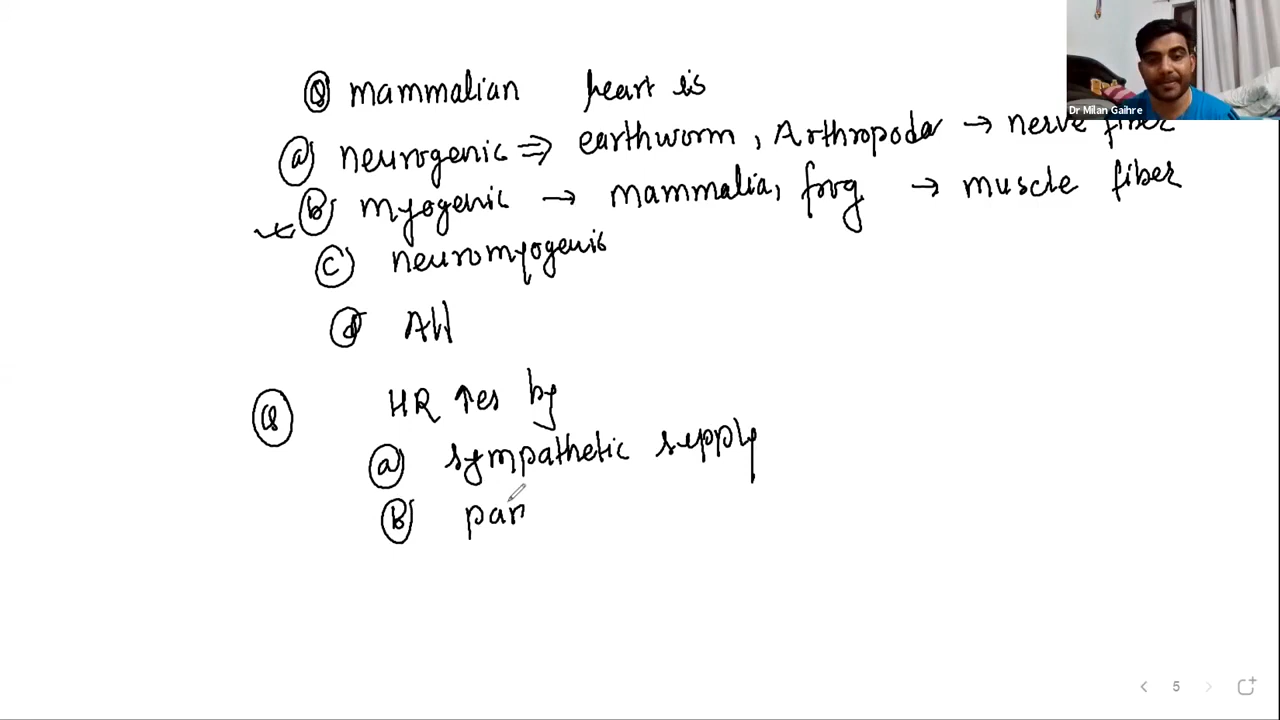 Q mammalian heart is
Dr Milan Gaihre
a neurogenic ⇒ earthworm, Arthropoda → nerve fiber
b myogenic → mammalia, frog → muscle fiber
c neuromyogenic
d All
Q HR ↑es by
a sympathetic supply
b par
5